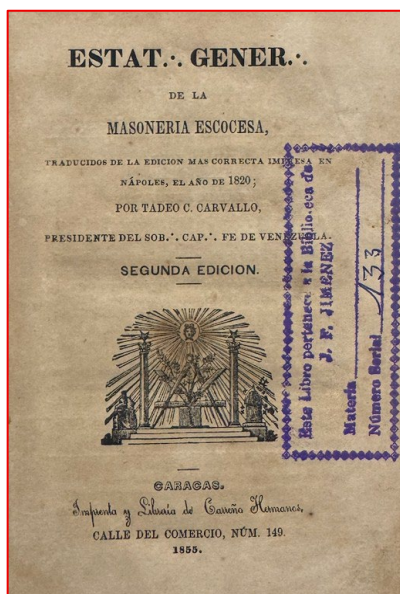 ESTAT.·. GENER.·.
DE LA
MASONERIA ESCOCESA,
TRADUCIDOS DE LA EDICION MAS CORRECTA IMPRESA EN
NÁPOLES, EL AÑO DE 1820;
POR TADEO C. CARVALLO,
PRESIDENTE DEL SOB.·. CAP.·. FE DE VENEZUELA.
SEGUNDA EDICION.
CARACAS.
Imprenta y Libraía de Carreño Hermanos,
CALLE DEL COMERCIO, NÚM. 149.
1855.
Este Libro pertenece a la Biblioteca de
J. F. JIMÉNEZ
Materia
Número Serial 133